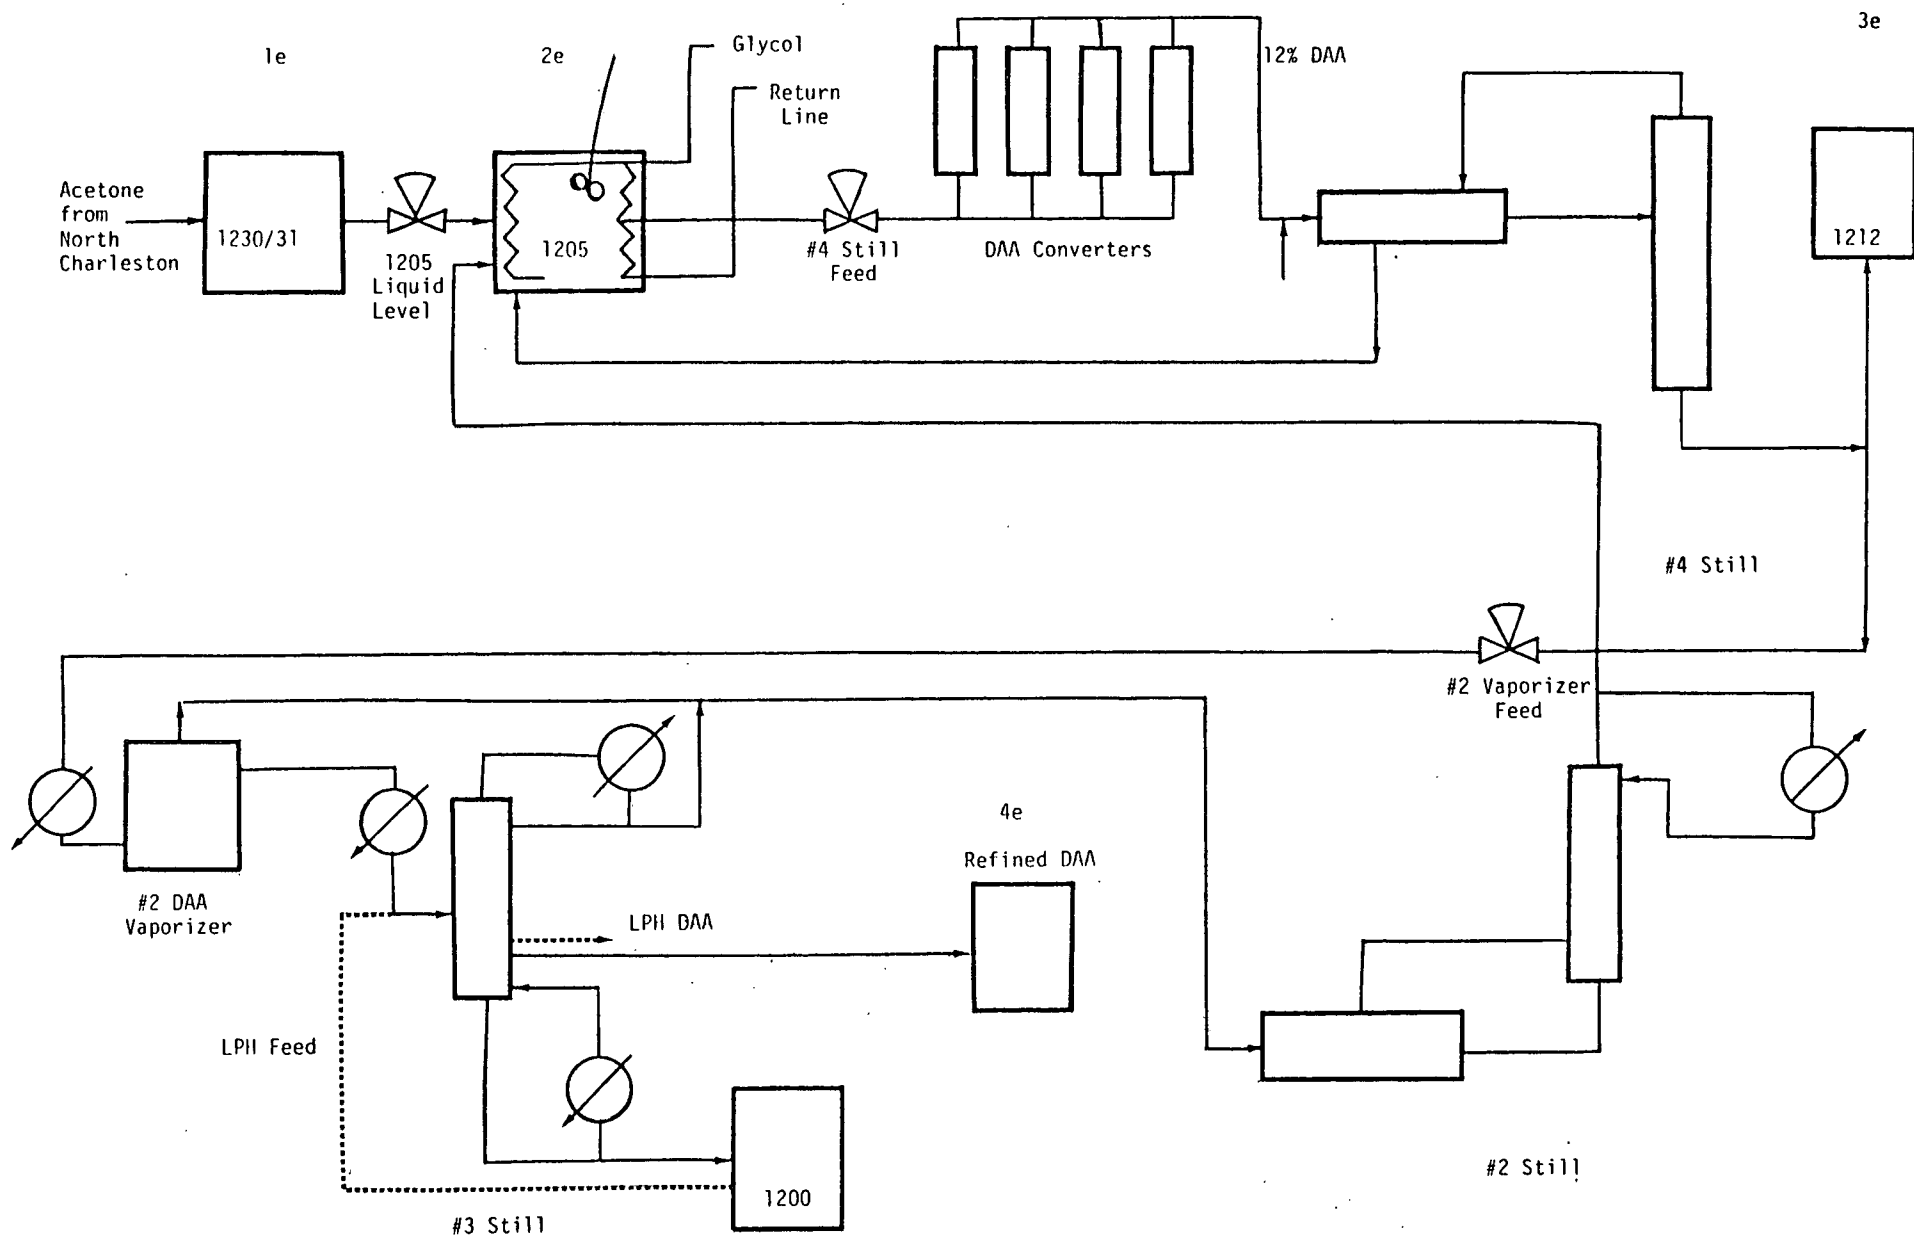 1e
2e
3e
Glycol
Return
Line
12% DAA
Acetone
from
North
Charleston
1230/31
1205
Liquid
Level
1205
#4 Still
Feed
DAA Converters
1212
#4 Still
#2 Vaporizer
Feed
#2 DAA
Vaporizer
4e
Refined DAA
LPH DAA
LPH Feed
1200
#3 Still
#2 Still